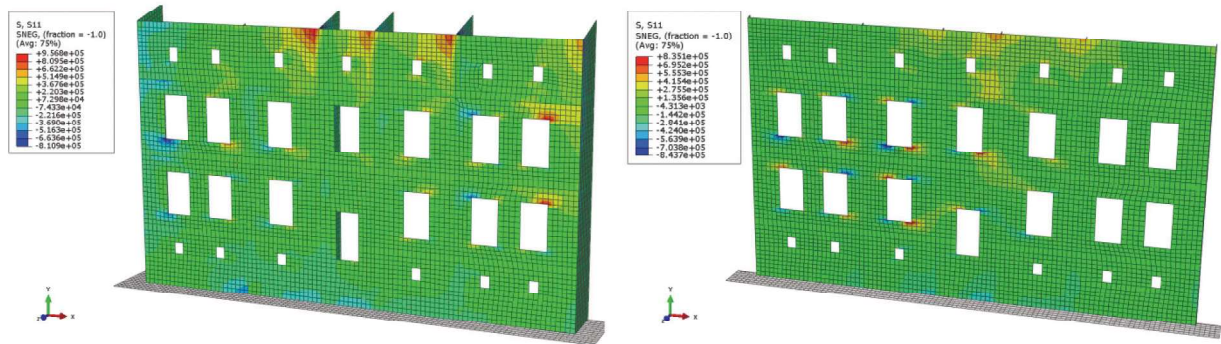 S, S11
SNEG, (fraction = -1.0)
(Avg: 75%)
+9.568e+05
+8.095e+05
+6.622e+05
+5.149e+05
+3.676e+05
+2.203e+05
+7.298e+04
-7.433e+04
-2.216e+05
-3.690e+05
-5.163e+05
-6.636e+05
-8.109e+05
Y
Z
X
S, S11
SNEG, (fraction = -1.0)
(Avg: 75%)
+8.351e+05
+6.952e+05
+5.553e+05
+4.154e+05
+2.755e+05
+1.356e+05
-4.313e+03
-1.442e+05
-2.841e+05
-4.240e+05
-5.639e+05
-7.038e+05
-8.437e+05
Y
Z
X